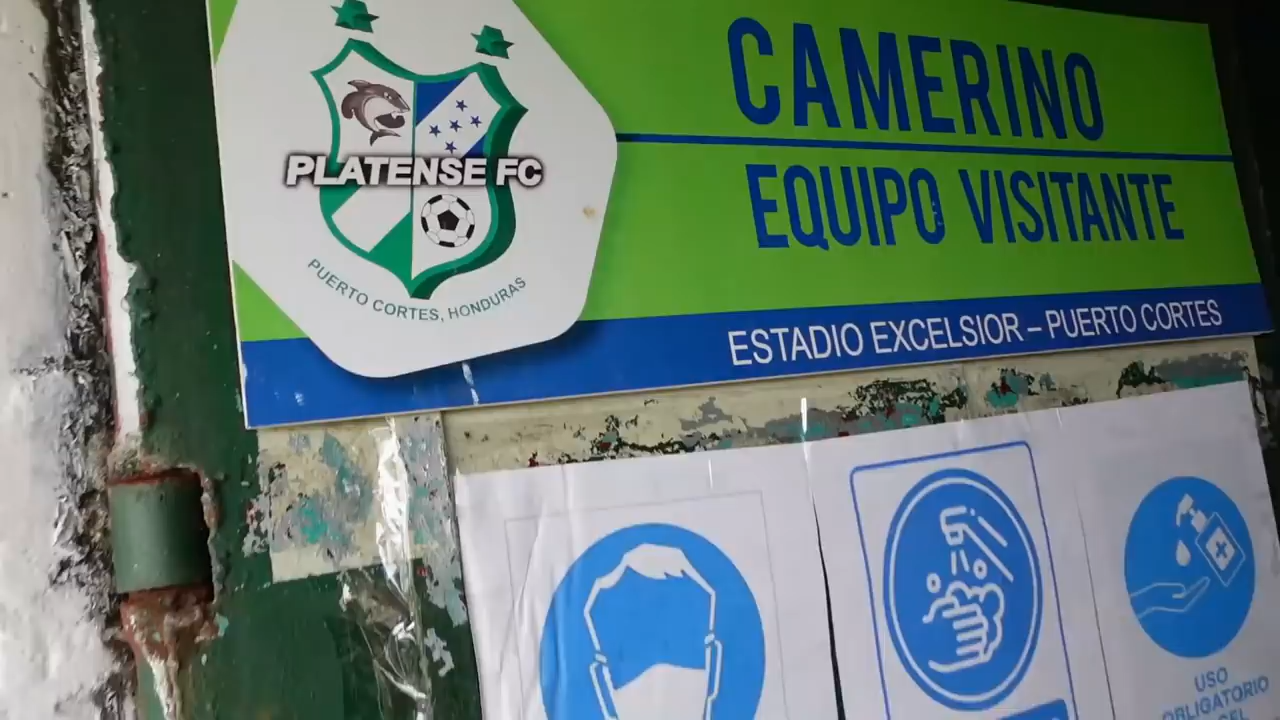 PLATENSE FC
PUERTO CORTES, HONDURAS
CAMERINO
EQUIPO VISITANTE
ESTADIO EXCELSIOR – PUERTO CORTES
USO
OBLIGATORIO